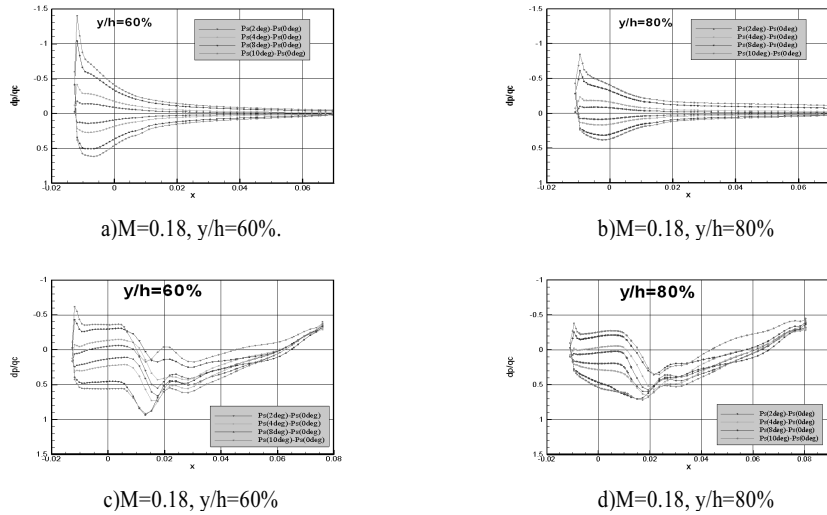 y/h=60%
Ps(2deg)-Ps(0deg)
Ps(4deg)-Ps(0deg)
Ps(8deg)-Ps(0deg)
Ps(10deg)-Ps(0deg)
-1.5
-1
-0.5
0
0.5
1
dp/qc
-0.02
0
0.02
0.04
0.06
x
a)M=0.18, y/h=60%.
y/h=80%
Ps(2deg)-Ps(0deg)
Ps(4deg)-Ps(0deg)
Ps(8deg)-Ps(0deg)
Ps(10deg)-Ps(0deg)
-1.5
-1
-0.5
0
0.5
1
dp/qc
-0.02
0
0.02
0.04
0.06
x
b)M=0.18, y/h=80%
y/h=60%
-1
-0.5
0
0.5
1
1.5
dp/qc
Ps(2deg)-Ps(0deg)
Ps(4deg)-Ps(0deg)
Ps(8deg)-Ps(0deg)
Ps(10deg)-Ps(0deg)
-0.02
0
0.02
0.04
0.06
0.08
x
c)M=0.18, y/h=60%
y/h=80%
-1
-0.5
0
0.5
1
1.5
dp/qc
Ps(2deg)-Ps(0deg)
Ps(4deg)-Ps(0deg)
Ps(8deg)-Ps(0deg)
Ps(10deg)-Ps(0deg)
-0.02
0
0.02
0.04
0.06
0.08
x
d)M=0.18, y/h=80%